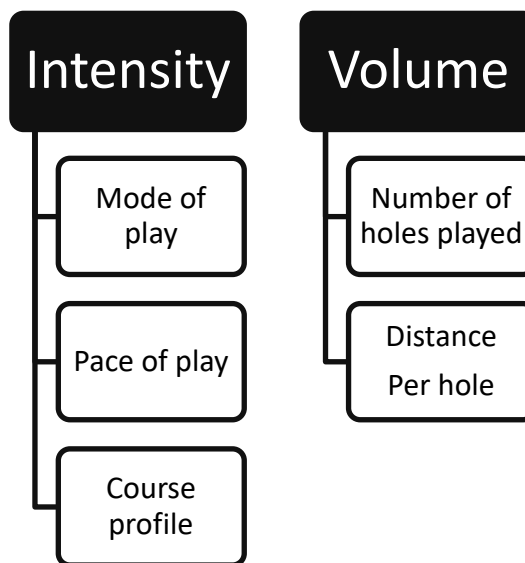 Intensity
Mode of
play
Pace of play
Course
profile
Volume
Number of
holes played
Distance
Per hole